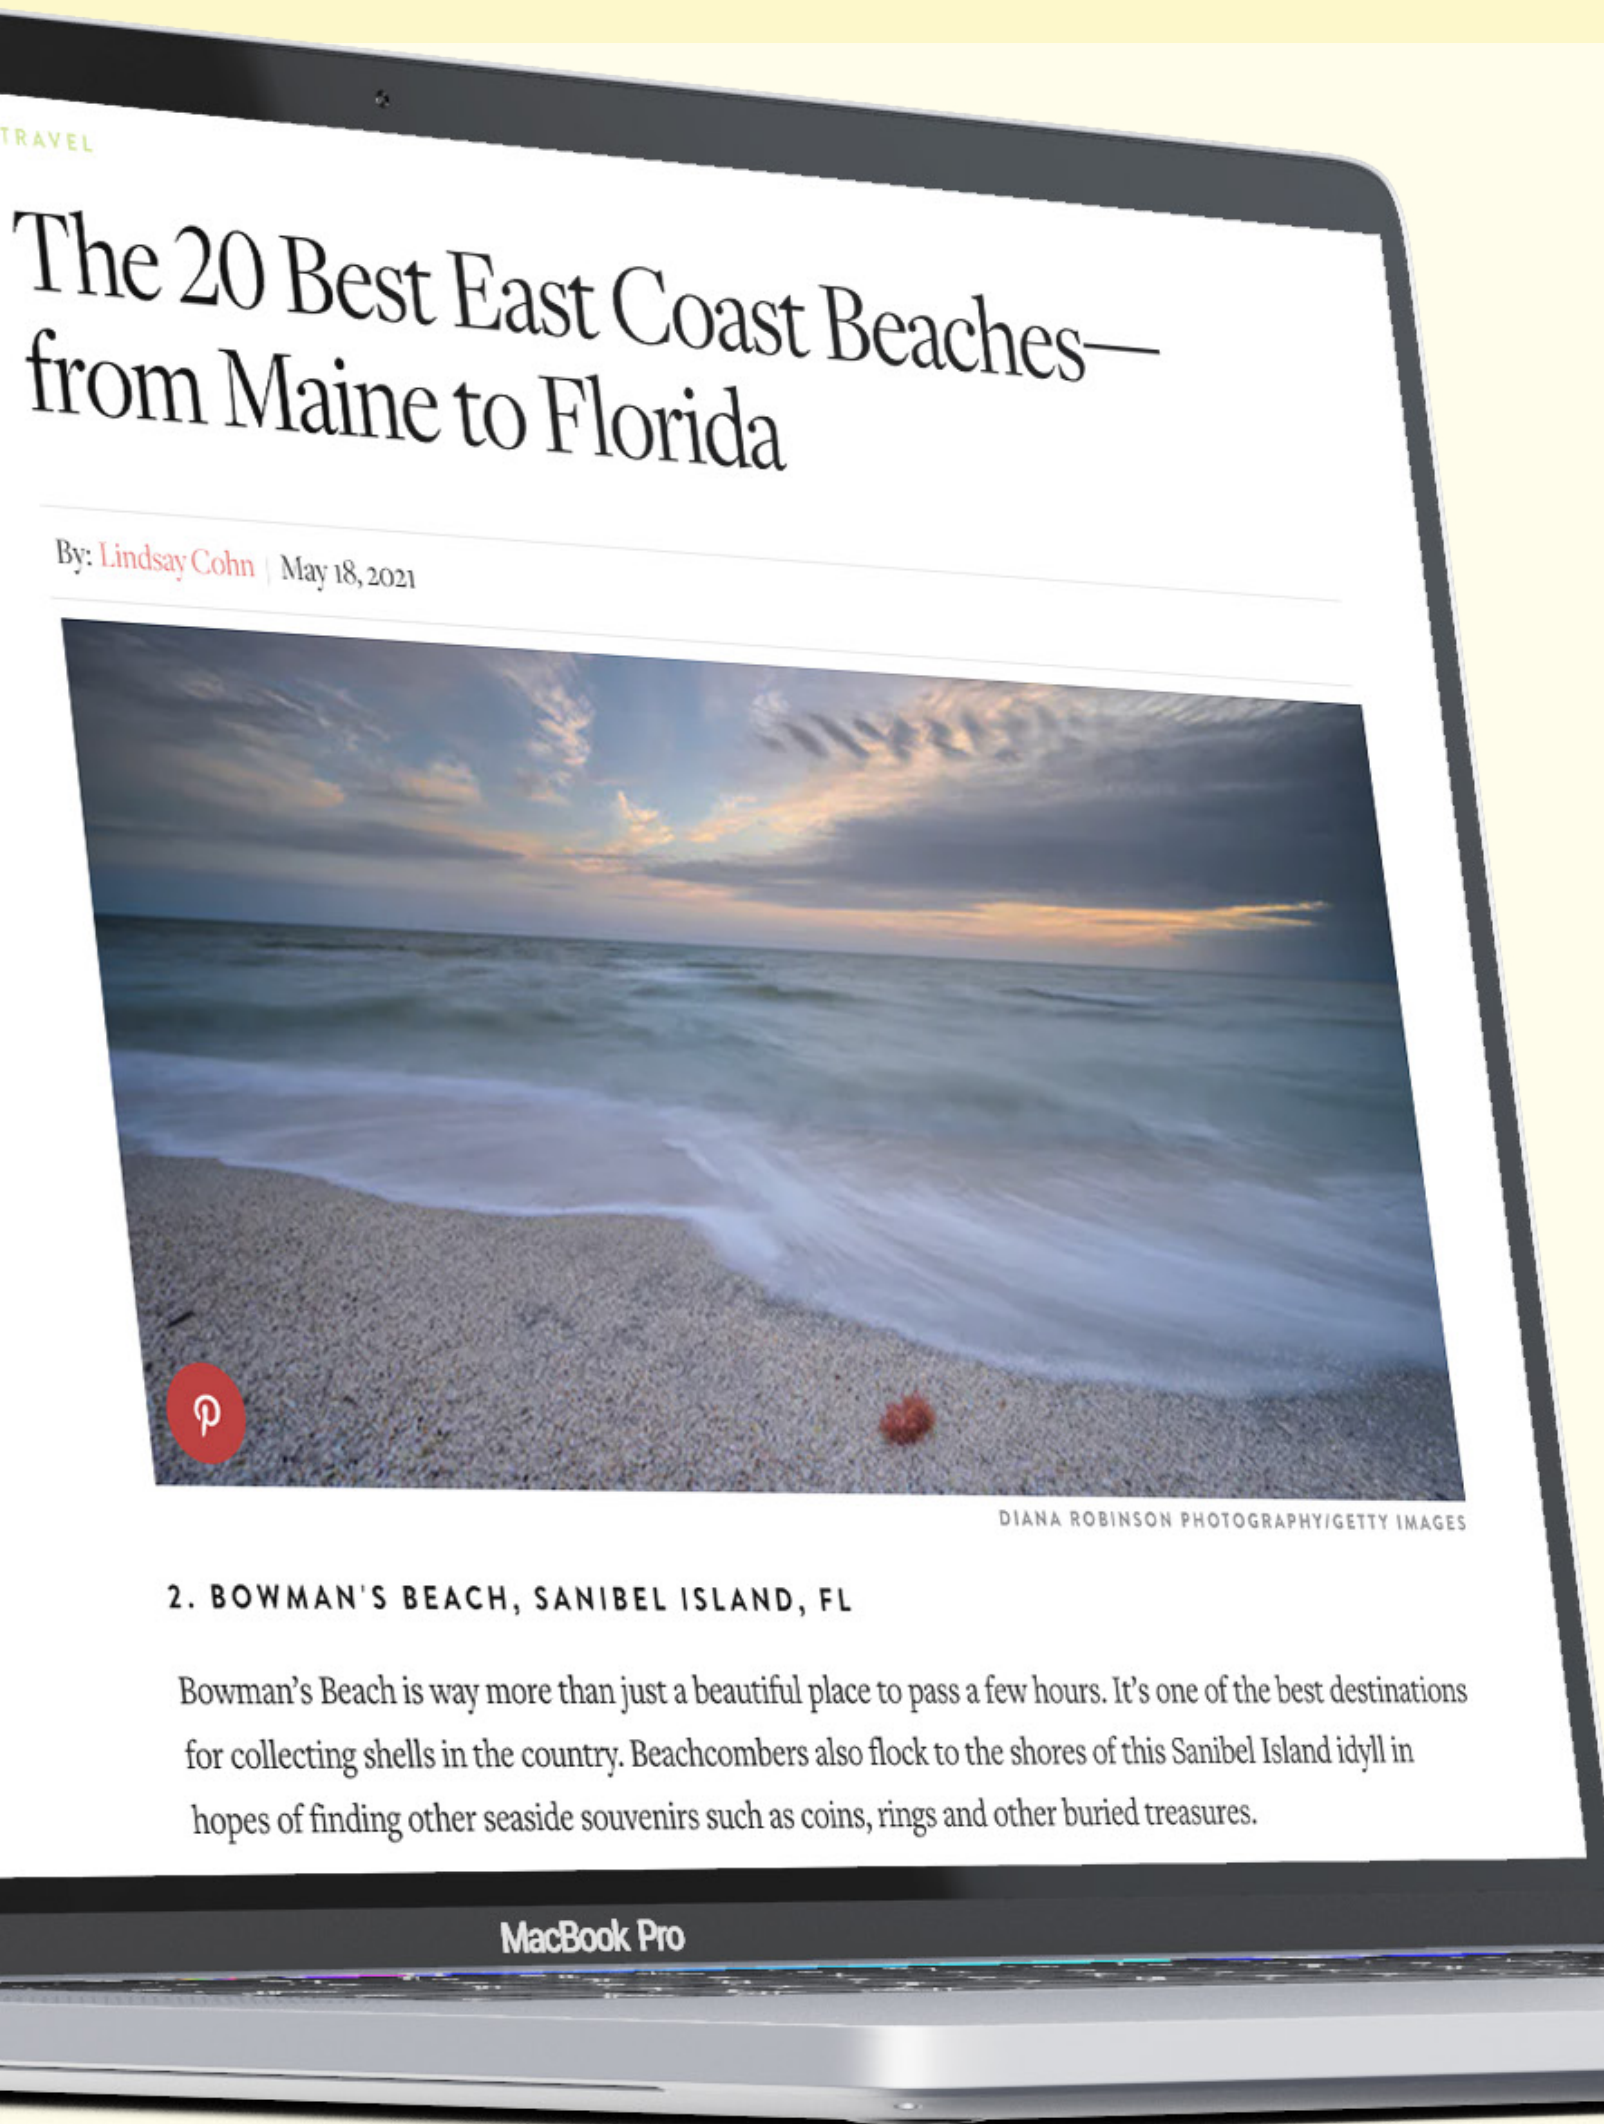 TRAVEL
The 20 Best East Coast Beaches—
from Maine to Florida
By: Lindsay Cohn | May 18, 2021
DIANA ROBINSON PHOTOGRAPHY/GETTY IMAGES
2. BOWMAN'S BEACH, SANIBEL ISLAND, FL
Bowman’s Beach is way more than just a beautiful place to pass a few hours. It’s one of the best destinations
for collecting shells in the country. Beachcombers also flock to the shores of this Sanibel Island idyll in
hopes of finding other seaside souvenirs such as coins, rings and other buried treasures.
MacBook Pro